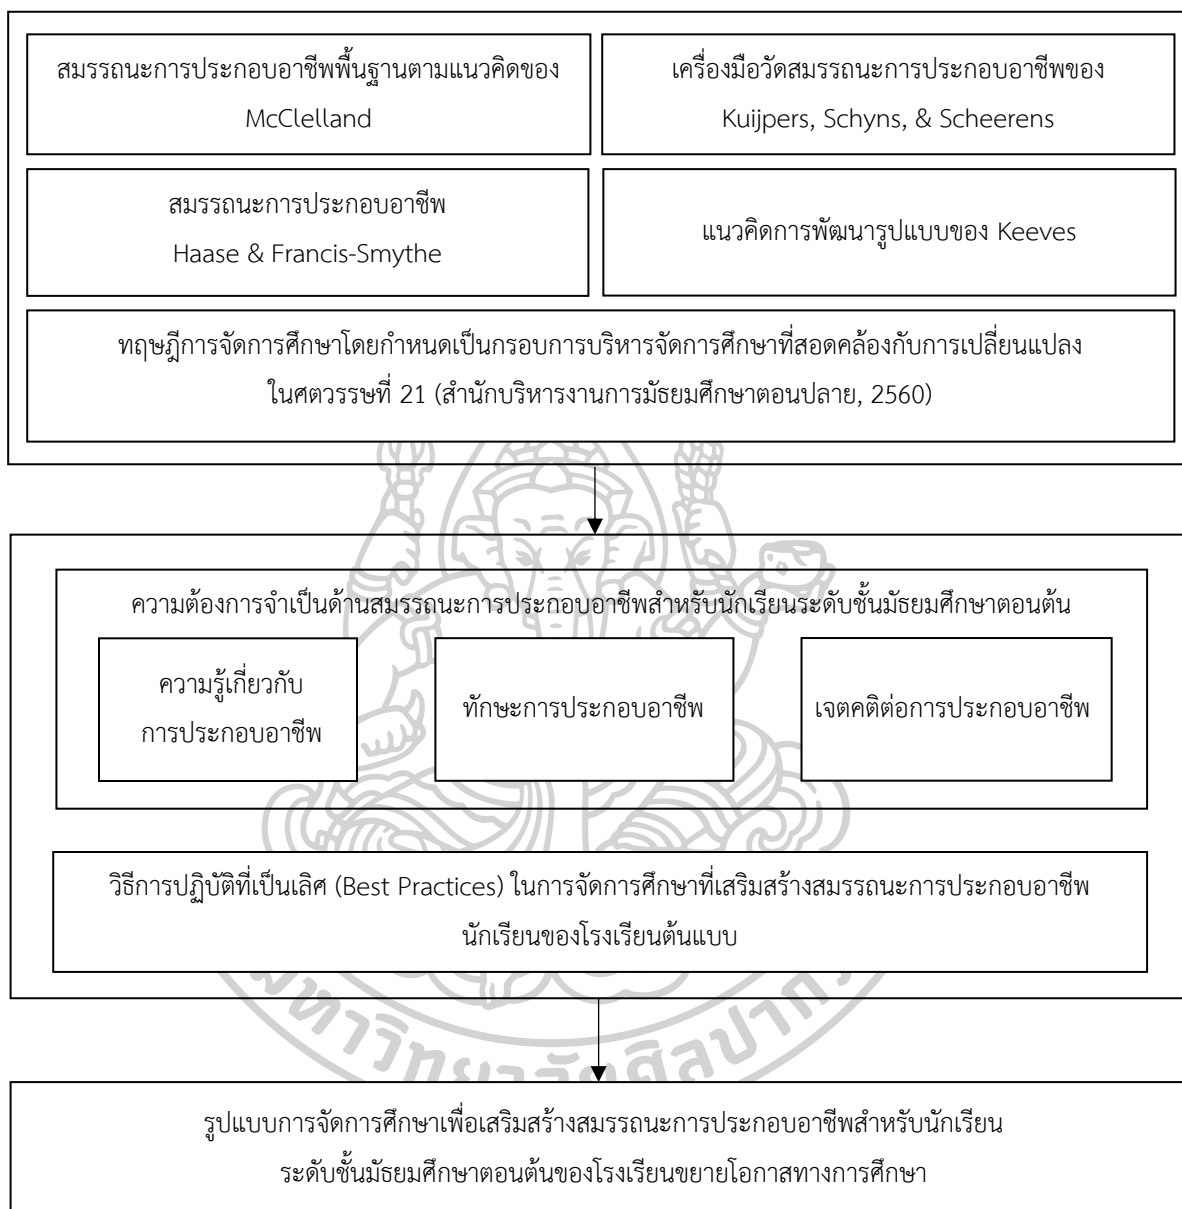 สมรรถนะการประกอบอาชีพพื้นฐานตามแนวคิดของ
McClelland
เครื่องมือวัดสมรรถนะการประกอบอาชีพของ
Kuijpers, Schyns, & Scheerens
สมรรถนะการประกอบอาชีพ
Haase & Francis-Smythe
แนวคิดการพัฒนารูปแบบของ Keeves
ทฤษฎีการจัดการศึกษาโดยกำหนดเป็นกรอบการบริหารจัดการศึกษาที่สอดคล้องกับการเปลี่ยนแปลง
ในศตวรรษที่ 21 (สำนักบริหารงานการมัธยมศึกษาตอนปลาย, 2560)
ความต้องการจำเป็นด้านสมรรถนะการประกอบอาชีพสำหรับนักเรียนระดับชั้นมัธยมศึกษาตอนต้น
ความรู้เกี่ยวกับ
การประกอบอาชีพ
ทักษะการประกอบอาชีพ
เจตคติต่อการประกอบอาชีพ
วิธีการปฏิบัติที่เป็นเลิศ (Best Practices) ในการจัดการศึกษาที่เสริมสร้างสมรรถนะการประกอบอาชีพ
นักเรียนของโรงเรียนต้นแบบ
รูปแบบการจัดการศึกษาเพื่อเสริมสร้างสมรรถนะการประกอบอาชีพสำหรับนักเรียน
ระดับชั้นมัธยมศึกษาตอนต้นของโรงเรียนขยายโอกาสทางการศึกษา